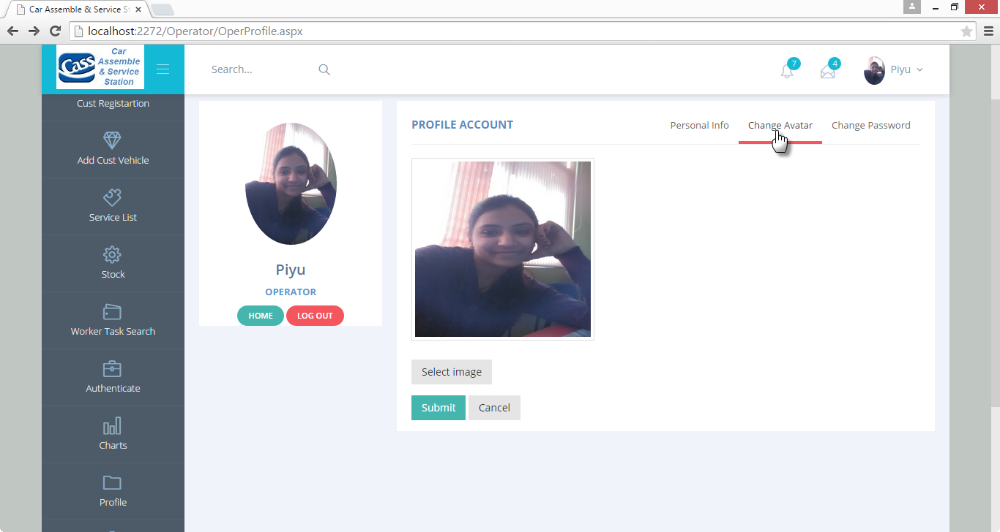 Car Assemble & Service St
localhost:2272/Operator/OperProfile.aspx
Cass
Car
Assemble
& Service
Station
Search...
7
4
Piyu
Cust Registartion
Add Cust Vehicle
Service List
Stock
Worker Task Search
Authenticate
Charts
Profile
Piyu
OPERATOR
HOME LOG OUT
PROFILE ACCOUNT
Personal Info Change Avatar Change Password
Select image
Submit Cancel